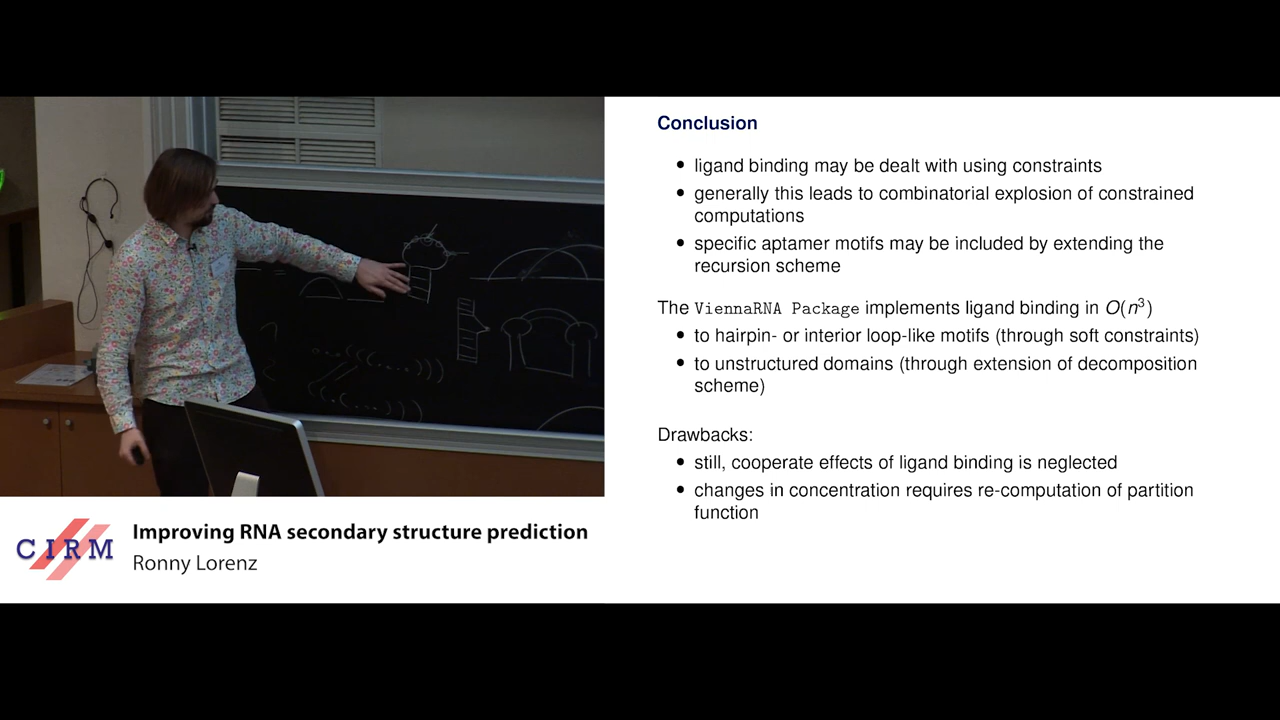 Conclusion
• ligand binding may be dealt with using constraints
• generally this leads to combinatorial explosion of constrained
computations
• specific aptamer motifs may be included by extending the
recursion scheme
The ViennaRNA Package implements ligand binding in O(n³)
• to hairpin- or interior loop-like motifs (through soft constraints)
• to unstructured domains (through extension of decomposition
scheme)
Drawbacks:
• still, cooperate effects of ligand binding is neglected
• changes in concentration requires re-computation of partition
function
CIRM
Improving RNA secondary structure prediction
Ronny Lorenz